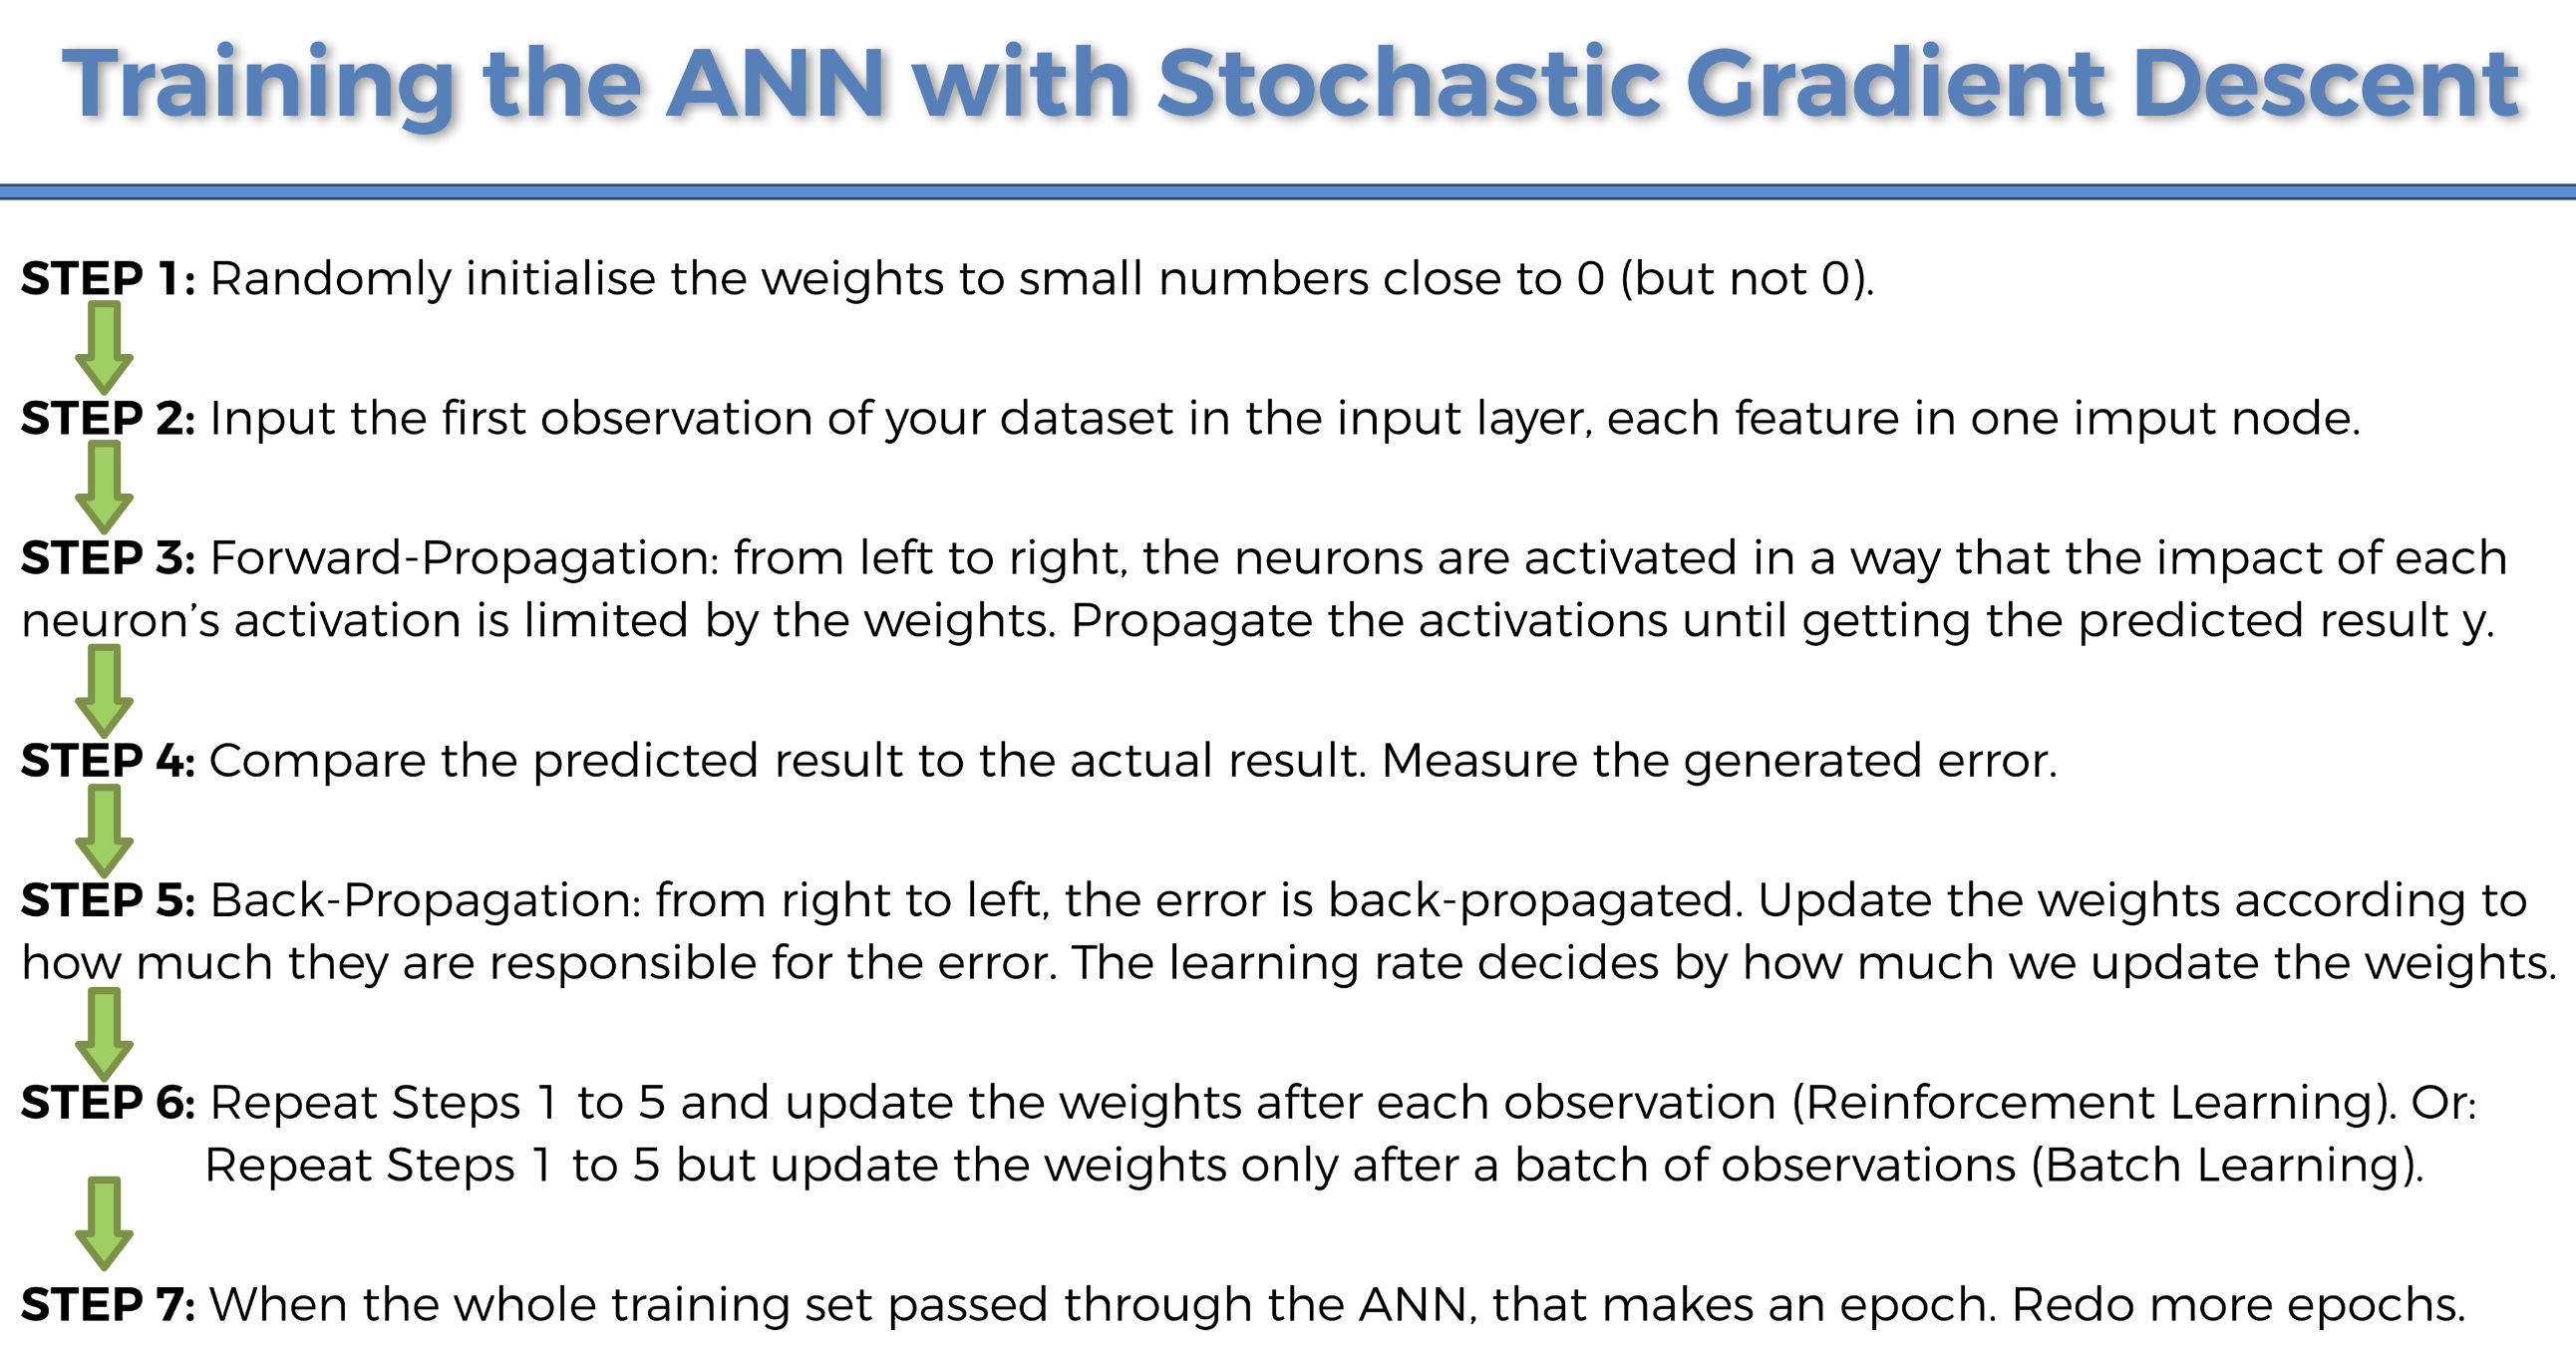 Training the ANN with Stochastic Gradient Descent
STEP 1: Randomly initialise the weights to small numbers close to 0 (but not 0).
STEP 2: Input the first observation of your dataset in the input layer, each feature in one imput node.
STEP 3: Forward-Propagation: from left to right, the neurons are activated in a way that the impact of each
neuron’s activation is limited by the weights. Propagate the activations until getting the predicted result y.
STEP 4: Compare the predicted result to the actual result. Measure the generated error.
STEP 5: Back-Propagation: from right to left, the error is back-propagated. Update the weights according to
how much they are responsible for the error. The learning rate decides by how much we update the weights.
STEP 6: Repeat Steps 1 to 5 and update the weights after each observation (Reinforcement Learning). Or:
Repeat Steps 1 to 5 but update the weights only after a batch of observations (Batch Learning).
STEP 7: When the whole training set passed through the ANN, that makes an epoch. Redo more epochs.